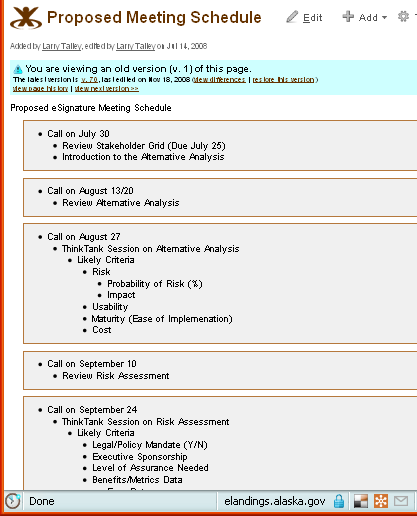 Proposed Meeting Schedule
Edit
Add
Added by Larry Talley, edited by Larry Talley on Jul 14, 2008
You are viewing an old version (v. 1) of this page.
The latest version is v. 70, last edited on Nov 18, 2008 (view differences | restore this version)
view page history | view next version >>
Proposed eSignature Meeting Schedule
Call on July 30
Review Stakeholder Grid (Due July 25)
Introduction to the Alternative Analysis
Call on August 13/20
Review Alternative Analysis
Call on August 27
ThinkTank Session on Alternative Analysis
Likely Criteria
Risk
Probability of Risk (%)
Impact
Usability
Maturity (Ease of Implemenation)
Cost
Call on September 10
Review Risk Assessment
Call on September 24
ThinkTank Session on Risk Assessment
Likely Criteria
Legal/Policy Mandate (Y/N)
Executive Sponsorship
Level of Assurance Needed
Benefits/Metrics Data
Done
elandings.alaska.gov